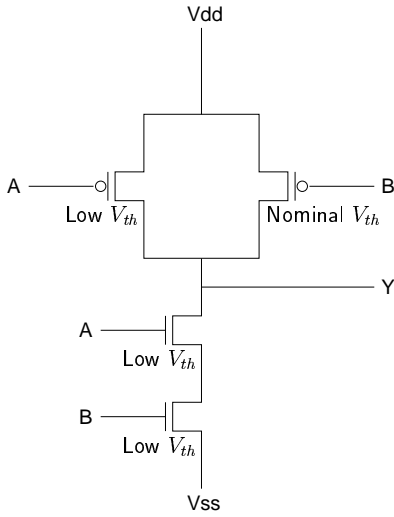 Vdd
A
B
Low V_th
Nominal V_th
Y
A
Low V_th
B
Low V_th
Vss